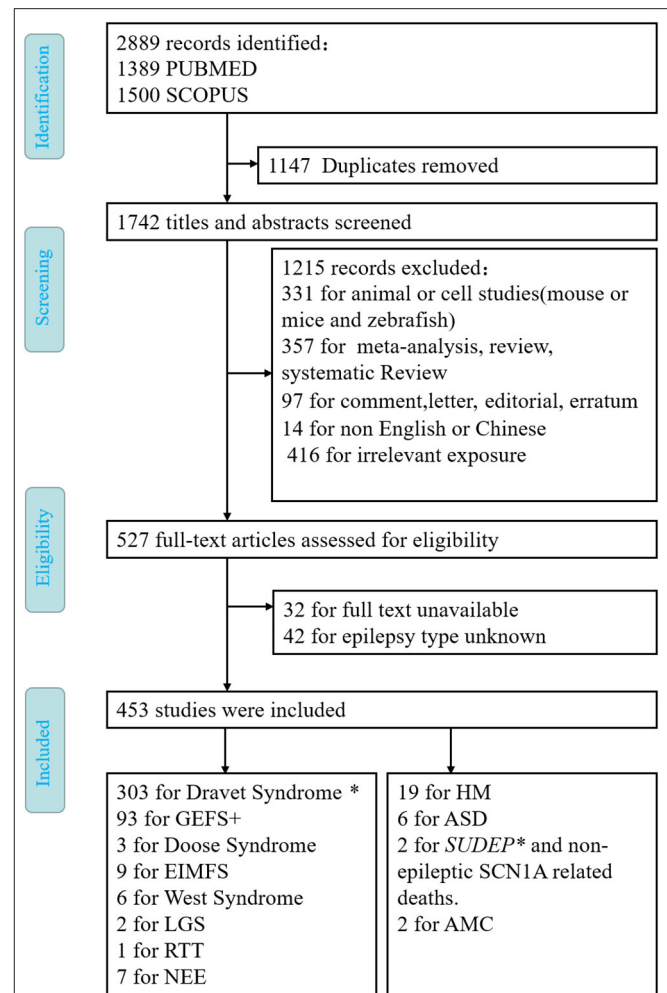 Identification
2889 records identified：
1389 PUBMED
1500 SCOPUS
1147 Duplicates removed
Screening
1742 titles and abstracts screened
1215 records excluded：
331 for animal or cell studies(mouse or
mice and zebrafish)
357 for meta-analysis, review,
systematic Review
97 for comment,letter, editorial, erratum
14 for non English or Chinese
416 for irrelevant exposure
Eligibility
527 full-text articles assessed for eligibility
32 for full text unavailable
42 for epilepsy type unknown
Included
453 studies were included
303 for Dravet Syndrome *
93 for GEFS+
3 for Doose Syndrome
9 for EIMFS
6 for West Syndrome
2 for LGS
1 for RTT
7 for NEE
19 for HM
6 for ASD
2 for SUDEP* and non-
epileptic SCN1A related
deaths.
2 for AMC